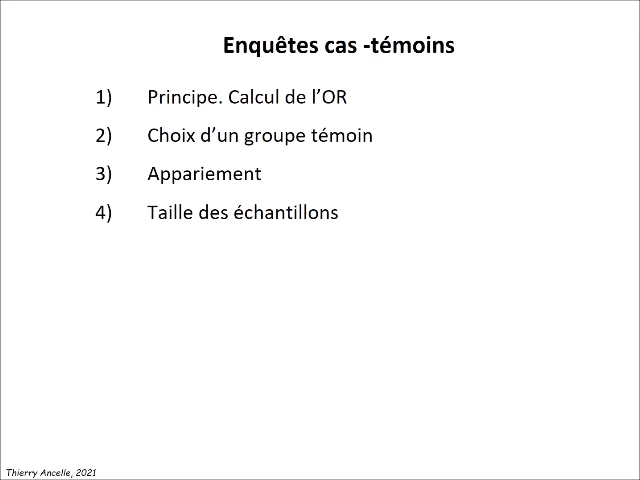 Enquêtes cas -témoins
1) Principe. Calcul de l’OR
2) Choix d’un groupe témoin
3) Appariement
4) Taille des échantillons
Thierry Ancelle, 2021